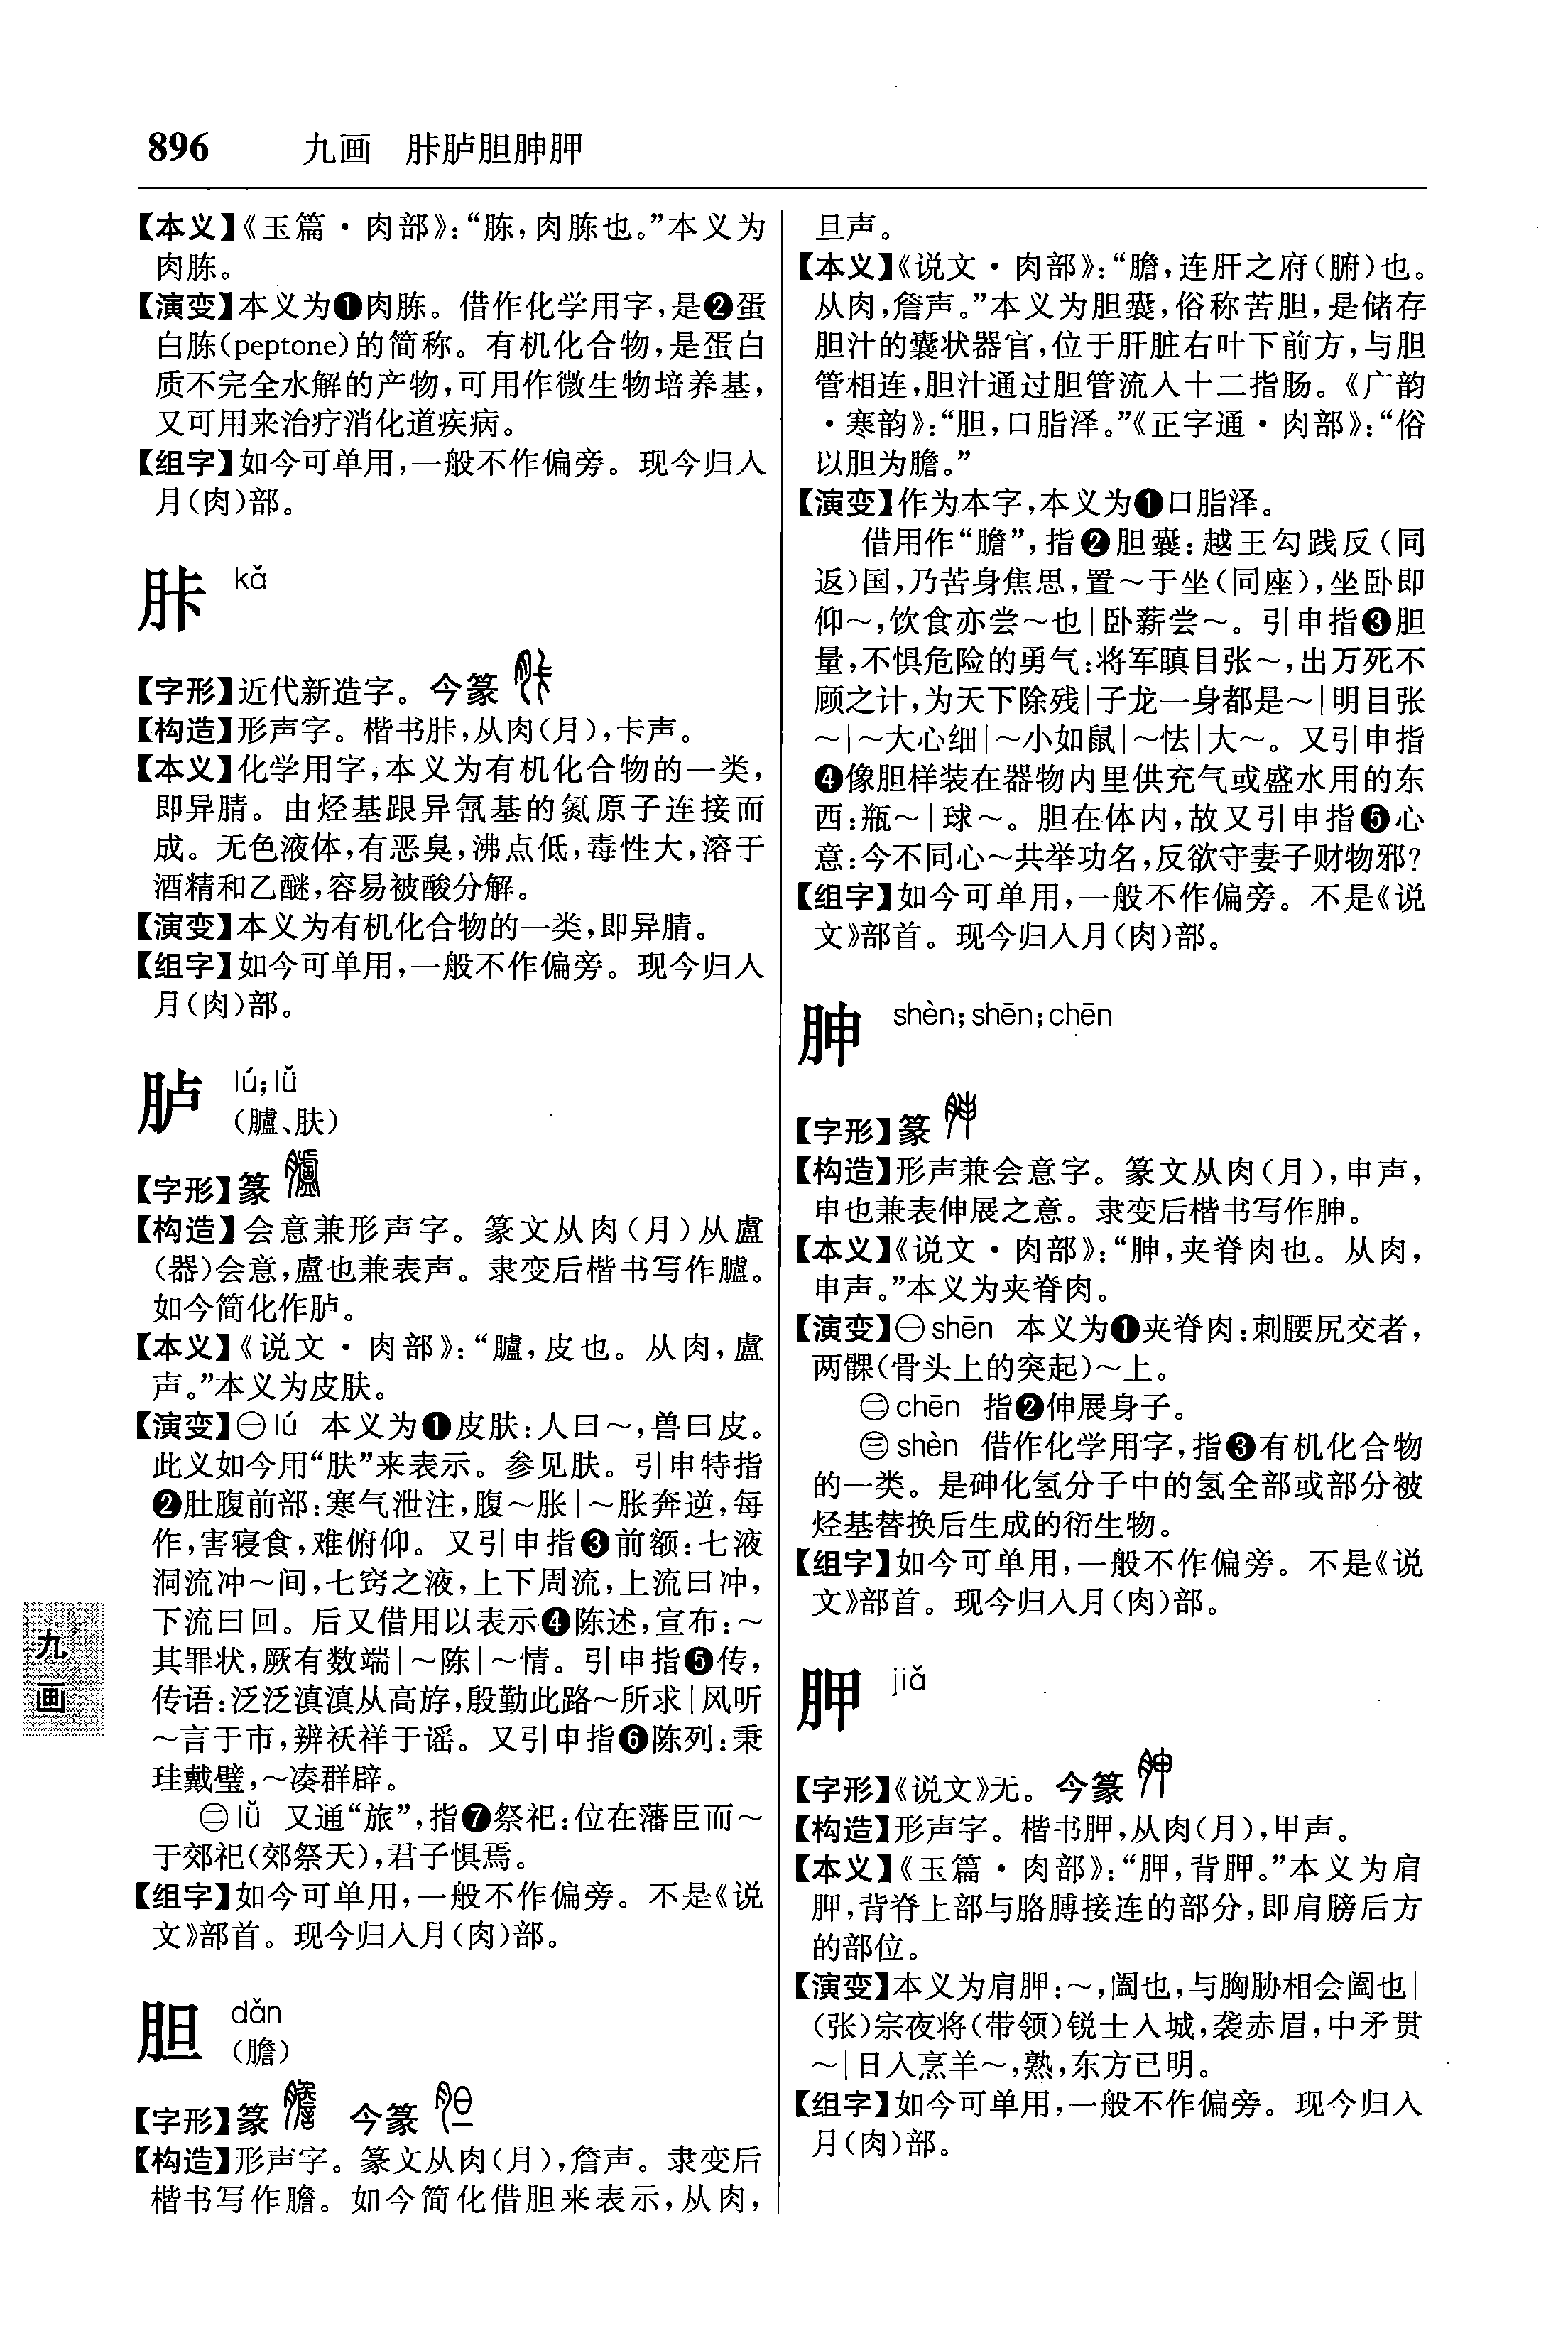 896 九画 胩胪胆胂胛
【本义】《玉篇·肉部》：“胨，肉胨也。”本义为
肉胨。
【演变】本义为❶肉胨。借作化学用字，是❷蛋
白胨(peptone)的简称。有机化合物，是蛋白
质不完全水解的产物，可用作微生物培养基，
又可用来治疗消化道疾病。
【组字】如今可单用，一般不作偏旁。现今归入
月(肉)部。
胩 kǎ
【字形】近代新造字。今篆
【构造】形声字。楷书胩，从肉(月)，卡声。
【本义】化学用字，本义为有机化合物的一类，
即异腈。由烃基跟异氰基的氮原子连接而
成。无色液体，有恶臭，沸点低，毒性大，溶于
酒精和乙醚，容易被酸分解。
【演变】本义为有机化合物的一类，即异腈。
【组字】如今可单用，一般不作偏旁。现今归入
月(肉)部。
胪 lú；lǚ
(臚、肤)
【字形】篆
【构造】会意兼形声字。篆文从肉(月)从盧
(器)会意，盧也兼表声。隶变后楷书写作臚。
如今简化作胪。
【本义】《说文·肉部》：“臚，皮也。从肉，盧
声。”本义为皮肤。
【演变】㊀lú 本义为❶皮肤：人曰～，兽曰皮。
此义如今用“肤”来表示。参见肤。引申特指
❷肚腹前部：寒气泄注，腹～胀|～胀奔逆，每
作，害寝食，难俯仰。又引申指❸前额：七液
洞流冲～间，七窍之液，上下周流，上流曰冲，
下流曰回。后又借用以表示❹陈述，宣布：～
其罪状，厥有数端|～陈|～情。引申指❺传，
传语：泛泛滇滇从高斿，殷勤此路～所求|风听
～言于市，辨祅祥于谣。又引申指❻陈列：秉
珪戴璧，～凑群辟。
㊁lǚ 又通“旅”，指❼祭祀：位在藩臣而～
于郊祀(郊祭天)，君子惧焉。
【组字】如今可单用，一般不作偏旁。不是《说
文》部首。现今归入月(肉)部。
胆 dǎn
(膽)
【字形】篆 今篆
【构造】形声字。篆文从肉(月)，詹声。隶变后
楷书写作膽。如今简化借胆来表示，从肉，
旦声。
【本义】《说文·肉部》：“膽，连肝之府(腑)也。
从肉，詹声。”本义为胆囊，俗称苦胆，是储存
胆汁的囊状器官，位于肝脏右叶下前方，与胆
管相连，胆汁通过胆管流入十二指肠。《广韵
·寒韵》：“胆，口脂泽。”《正字通·肉部》：“俗
以胆为膽。”
【演变】作为本字，本义为❶口脂泽。
借用作“膽”，指❷胆囊：越王勾践反(同
返)国，乃苦身焦思，置～于坐(同座)，坐卧即
仰～，饮食亦尝～也|卧薪尝～。引申指❸胆
量，不惧危险的勇气：将军瞋目张～，出万死不
顾之计，为天下除残|子龙一身都是～|明目张
～|～大心细|～小如鼠|～怯|大～。又引申指
❹像胆样装在器物内里供充气或盛水用的东
西：瓶～|球～。胆在体内，故又引申指❺心
意：今不同心～共举功名，反欲守妻子财物邪？
【组字】如今可单用，一般不作偏旁。不是《说
文》部首。现今归入月(肉)部。
胂 shèn；shēn；chēn
【字形】篆
【构造】形声兼会意字。篆文从肉(月)，申声，
申也兼表伸展之意。隶变后楷书写作胂。
【本义】《说文·肉部》：“胂，夹脊肉也。从肉，
申声。”本义为夹脊肉。
【演变】㊀shēn 本义为❶夹脊肉：刺腰尻交者，
两髁(骨头上的突起)～上。
㊁chēn 指❷伸展身子。
㊂shèn 借作化学用字，指❸有机化合物
的一类。是砷化氢分子中的氢全部或部分被
烃基替换后生成的衍生物。
【组字】如今可单用，一般不作偏旁。不是《说
文》部首。现今归入月(肉)部。
胛 jiǎ
【字形】《说文》无。今篆
【构造】形声字。楷书胛，从肉(月)，甲声。
【本义】《玉篇·肉部》：“胛，背胛。”本义为肩
胛，背脊上部与胳膊接连的部分，即肩膀后方
的部位。
【演变】本义为肩胛：～，阖也，与胸胁相会阖也|
(张)宗夜将(带领)锐士入城，袭赤眉，中矛贯
～|日入烹羊～，熟，东方已明。
【组字】如今可单用，一般不作偏旁。现今归入
月(肉)部。
九
画